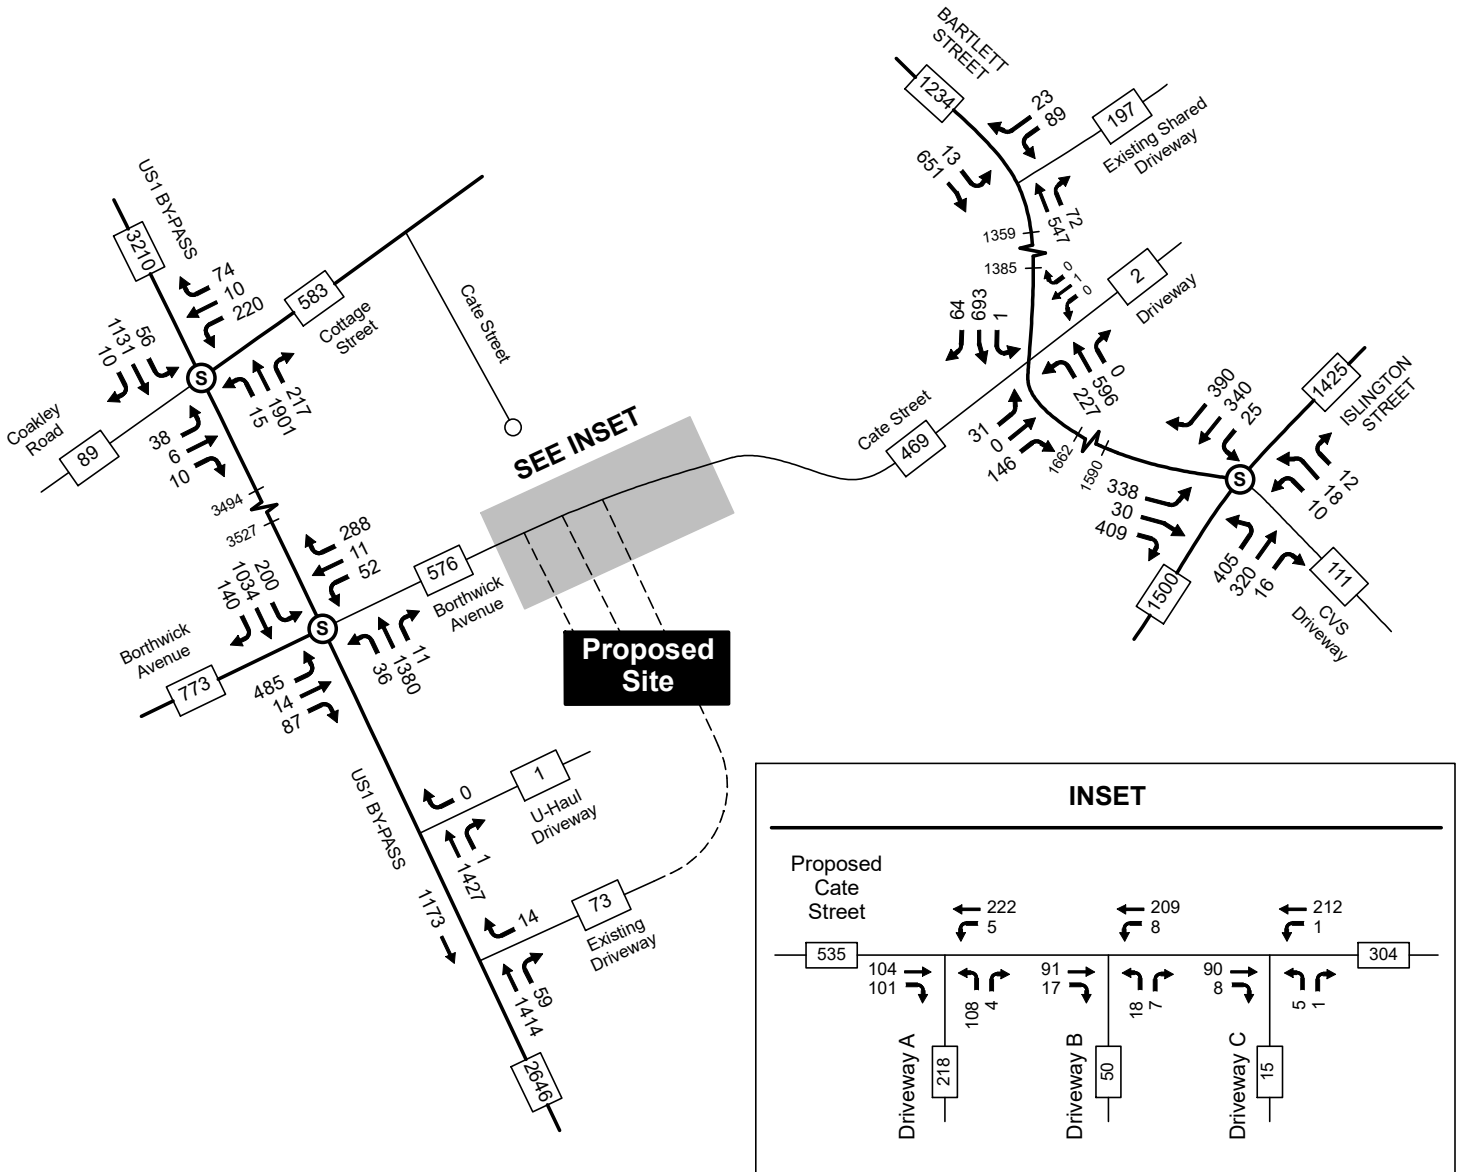 BARTLETT
STREET
1234
23
89
197
Existing Shared
Driveway
13
651
72
547
1359
1385
0
1
0
2
Driveway
64
693
1
0
596
227
Cate Street
469
31
0
146
1662
1590
390
340
25
1425
ISLINGTON
STREET
338
30
409
12
18
10
405
320
16
111
CVS
Driveway
1500
US1 BY-PASS
3210
74
10
220
583
Cottage
Street
Cate Street
56
1131
10
Coakley
Road
89
38
6
10
217
1901
15
3494
3527
SEE INSET
288
11
52
576
Borthwick
Avenue
200
1034
140
Borthwick
Avenue
773
485
14
87
11
1380
36
Proposed
Site
US1 BY-PASS
0
1
U-Haul
Driveway
1
1427
1173
14
73
Existing
Driveway
59
1414
2646
INSET
Proposed
Cate
Street
222
5
209
8
212
1
535
304
104
101
108
4
91
17
18
7
90
8
5
1
Driveway A
218
Driveway B
50
Driveway C
15
S
S
S